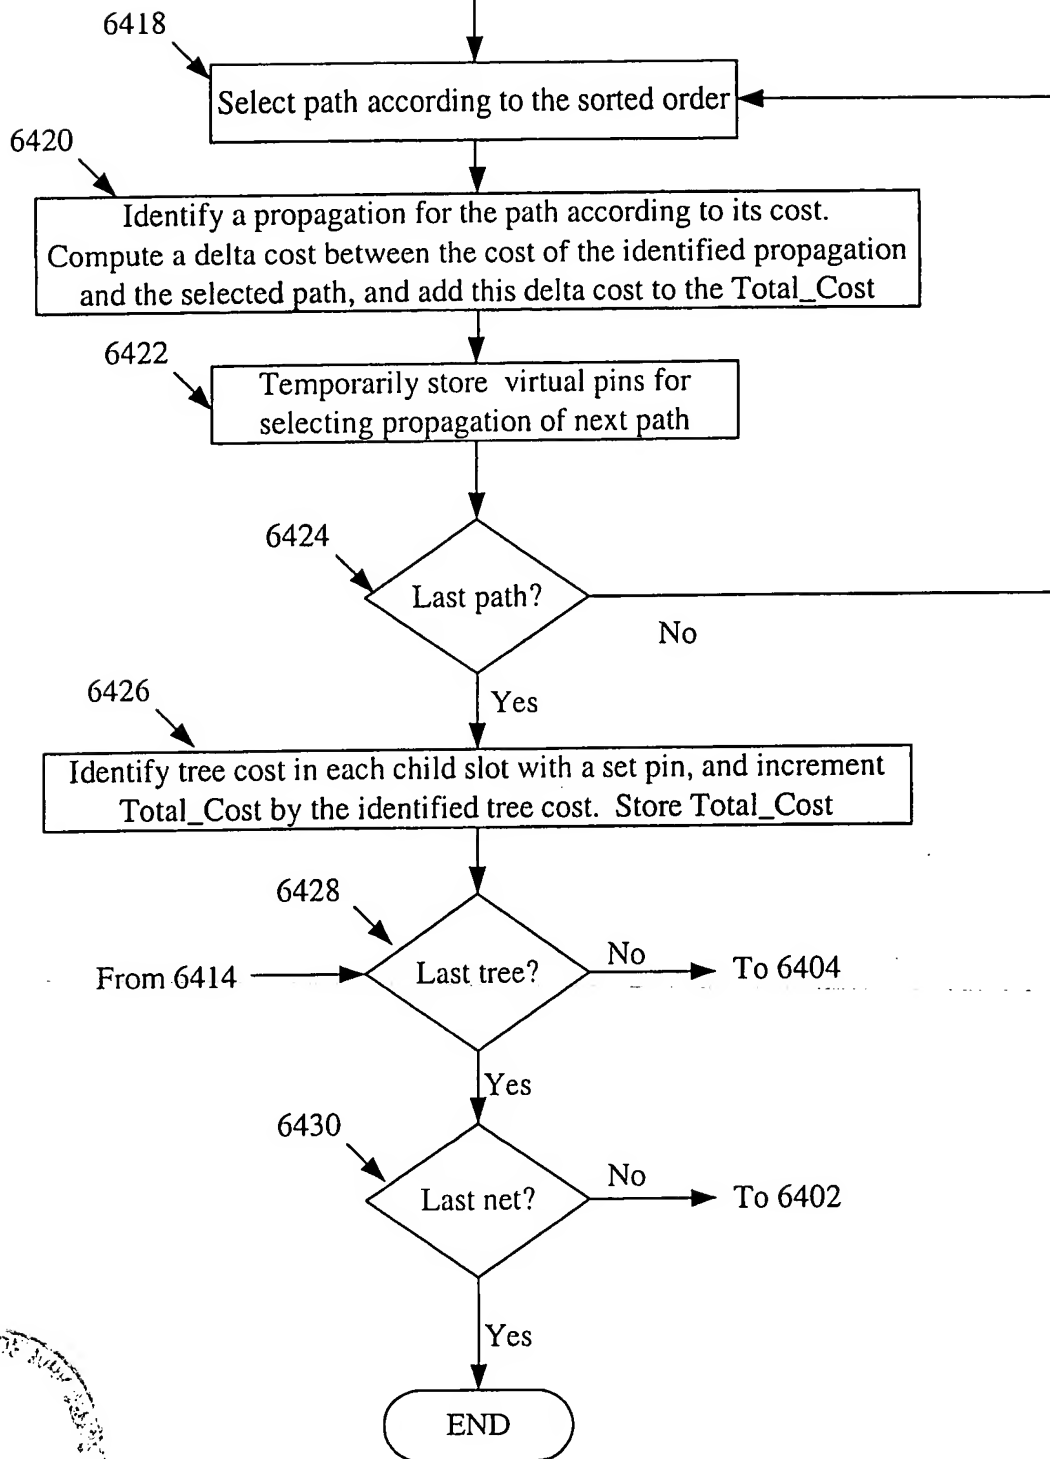 6418
Select path according to the sorted order
6420
Identify a propagation for the path according to its cost.
Compute a delta cost between the cost of the identified propagation
and the selected path, and add this delta cost to the Total_Cost
6422
Temporarily store virtual pins for
selecting propagation of next path
6424
Last path?
No
Yes
6426
Identify tree cost in each child slot with a set pin, and increment
Total_Cost by the identified tree cost. Store Total_Cost
6428
From 6414
Last tree?
No
To 6404
Yes
6430
Last net?
No
To 6402
Yes
END